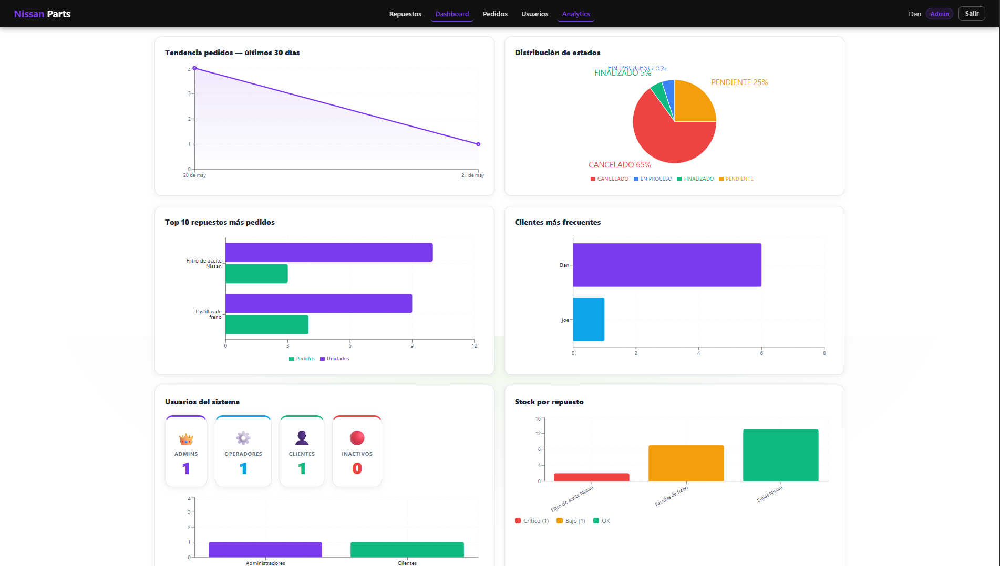 Nissan Parts
Repuestos Dashboard Pedidos Usuarios Analytics
Dan Admin Salir
Tendencia pedidos — últimos 30 días
4
3
2
1
0
20 de may 21 de may
Distribución de estados
EN PROCESO 5%
FINALIZADO 5%
PENDIENTE 25%
CANCELADO 65%
CANCELADO EN PROCESO FINALIZADO PENDIENTE
Top 10 repuestos más pedidos
Filtro de aceite
Nissan
Pastillas de
freno
0 3 6 9 12
Pedidos Unidades
Clientes más frecuentes
Dan
joe
0 2 4 6 8
Usuarios del sistema
ADMINS
1
OPERADORES
1
CLIENTES
1
INACTIVOS
0
4
3
2
1
0
Administradores Clientes
Stock por repuesto
16
12
8
4
0
Filtro de aceite Nissan
Pastillas de freno
Bujías Nissan
Crítico (1) Bajo (1) OK